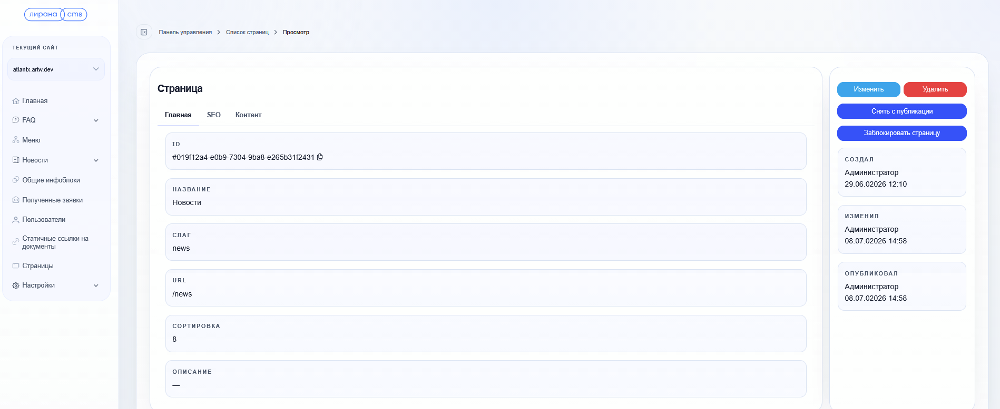 лирана cms
ТЕКУЩИЙ САЙТ
atlantx.artw.dev
Главная
FAQ
Меню
Новости
Общие инфоблоки
Полученные заявки
Пользователи
Статичные ссылки на
документы
Страницы
Настройки
Панель управления > Список страниц > Просмотр
Страница
Главная SEO Контент
ID
#019f12a4-e0b9-7304-9ba8-e265b31f2431
НАЗВАНИЕ
Новости
СЛАГ
news
URL
/news
СОРТИРОВКА
8
ОПИСАНИЕ
—
Изменить Удалить
Снять с публикации
Заблокировать страницу
СОЗДАЛ
Администратор
29.06.02026 12:10
ИЗМЕНИЛ
Администратор
08.07.02026 14:58
ОПУБЛИКОВАЛ
Администратор
08.07.02026 14:58